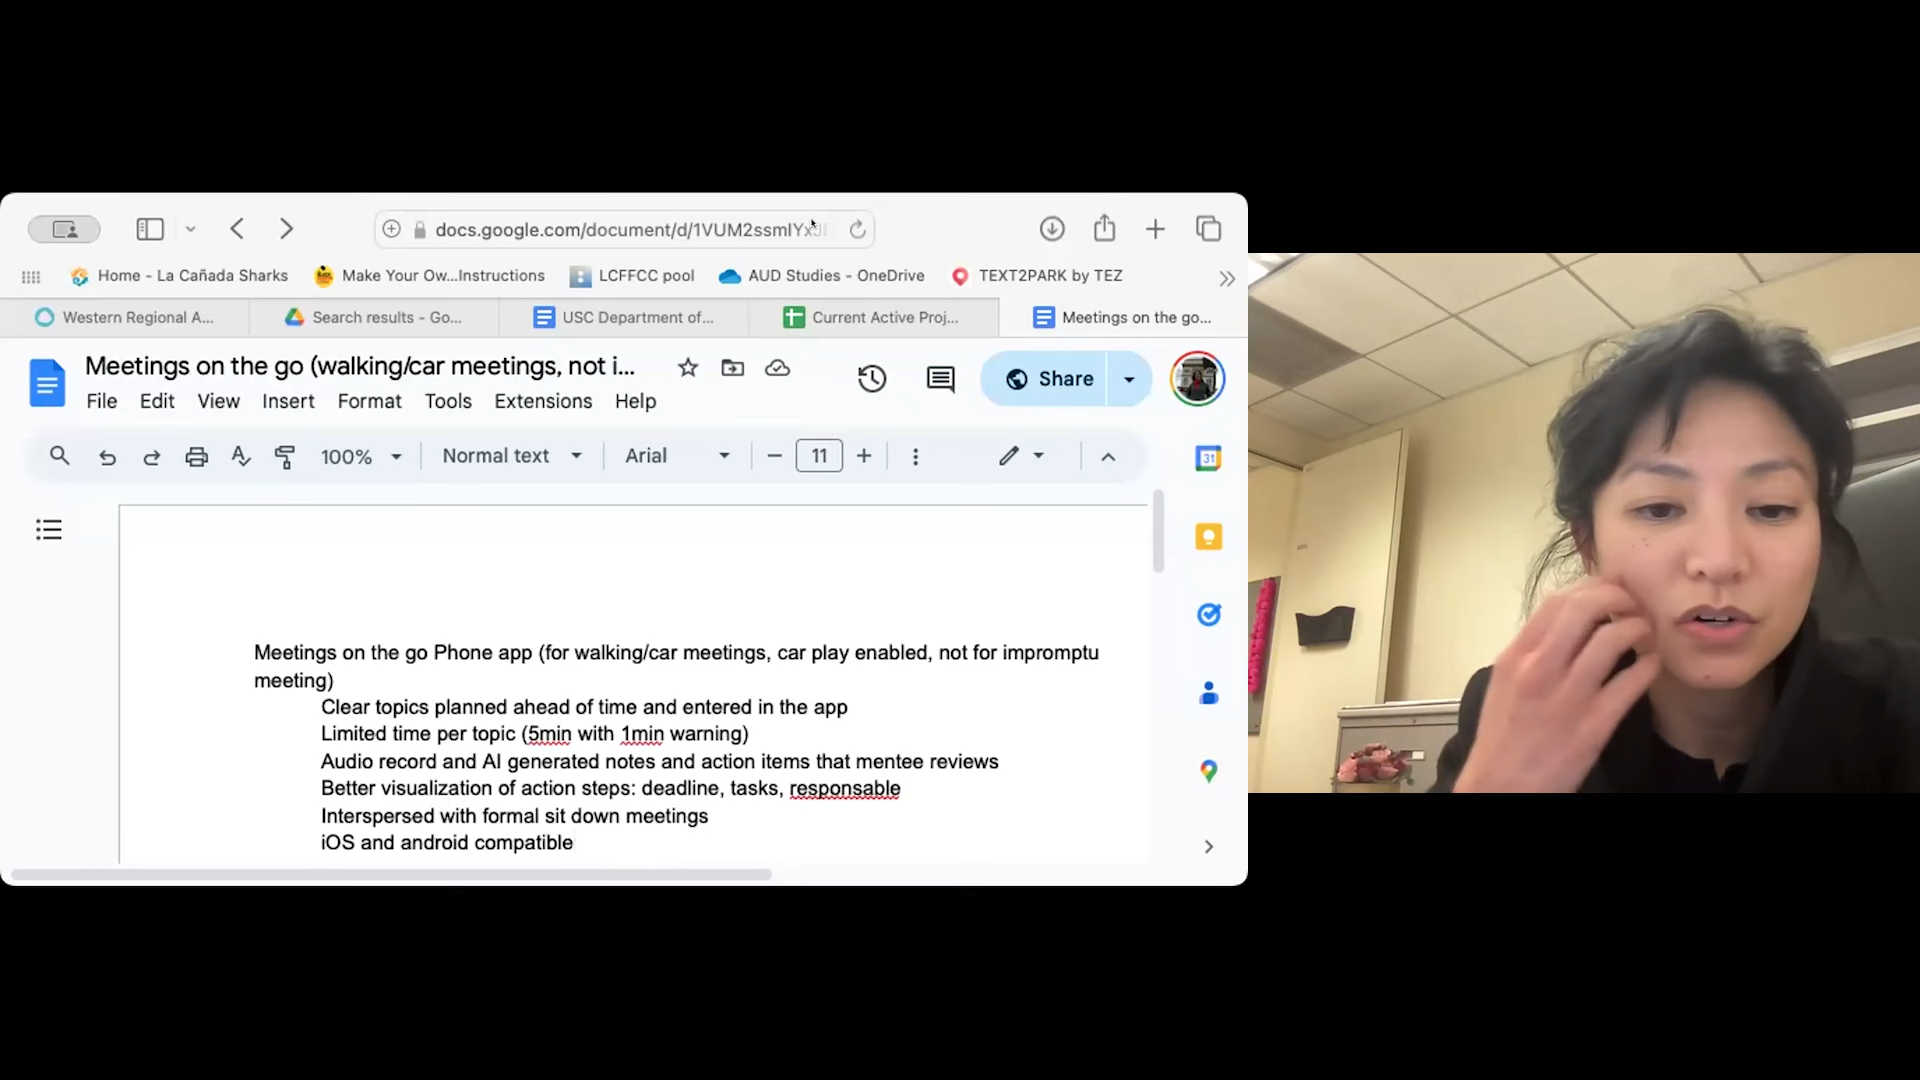 docs.google.com/document/d/1VUM2ssmlYx
Home - La Cañada Sharks
Make Your Ow...Instructions
LCFFCC pool
AUD Studies - OneDrive
TEXT2PARK by TEZ
Western Regional A...
Search results - Go...
USC Department of...
Current Active Proj...
Meetings on the go...
Meetings on the go (walking/car meetings, not i...
Share
File Edit View Insert Format Tools Extensions Help
100% Normal text Arial 11
31
Meetings on the go Phone app (for walking/car meetings, car play enabled, not for impromptu
meeting)
Clear topics planned ahead of time and entered in the app
Limited time per topic (5min with 1min warning)
Audio record and AI generated notes and action items that mentee reviews
Better visualization of action steps: deadline, tasks, responsable
Interspersed with formal sit down meetings
iOS and android compatible